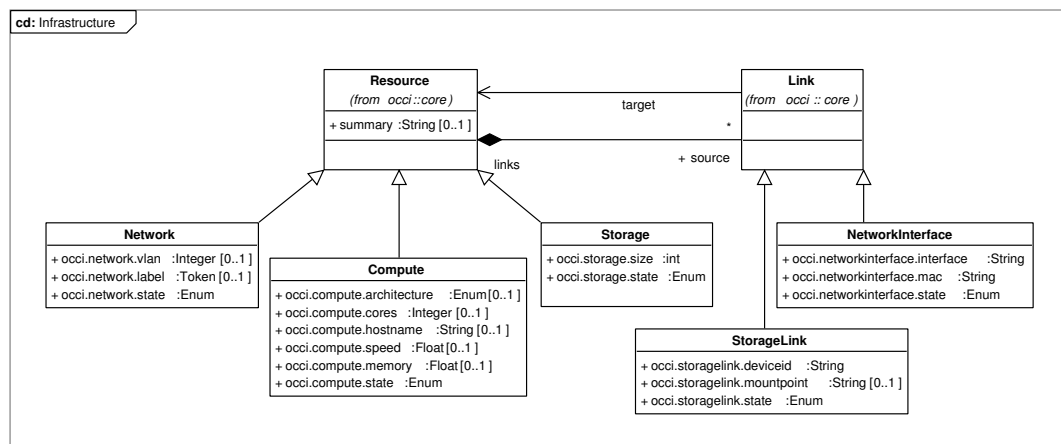 cd: Infrastructure
Resource
(from occi::core)
+ summary :String [0..1 ]
Link
(from occi :: core )
target
*
links
+ source
Network
+ occi.network.vlan :Integer [0..1 ]
+ occi.network.label :Token [0..1 ]
+ occi.network.state :Enum
Compute
+ occi.compute.architecture :Enum[0..1 ]
+ occi.compute.cores :Integer [0..1 ]
+ occi.compute.hostname :String [0..1 ]
+ occi.compute.speed :Float[0..1 ]
+ occi.compute.memory :Float[0..1 ]
+ occi.compute.state :Enum
Storage
+ occi.storage.size :int
+ occi.storage.state :Enum
NetworkInterface
+ occi.networkinterface.interface :String
+ occi.networkinterface.mac :String
+ occi.networkinterface.state :Enum
StorageLink
+ occi.storagelink.deviceid :String
+ occi.storagelink.mountpoint :String [0..1 ]
+ occi.storagelink.state :Enum